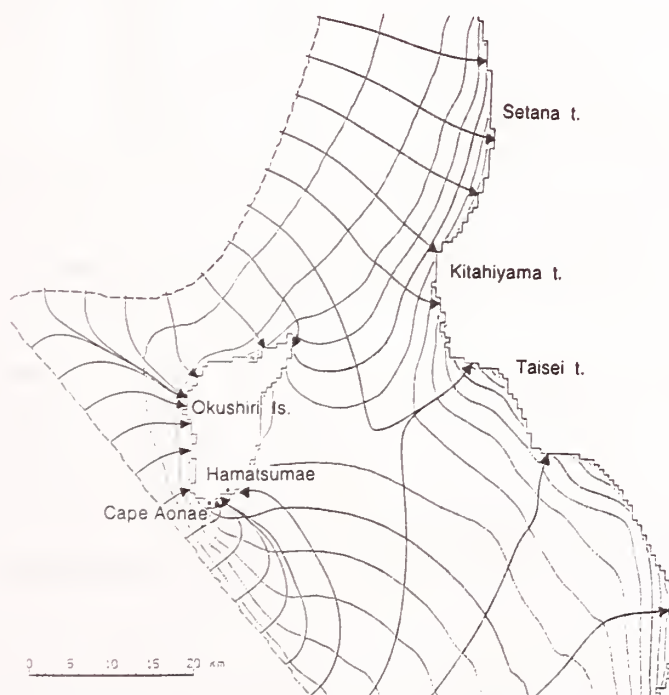 Setana t.
Kitahiyama t.
Taisei t.
Okushiri Is.
Hamatsumae
Cape Aonae
0 5 10 15 20 km